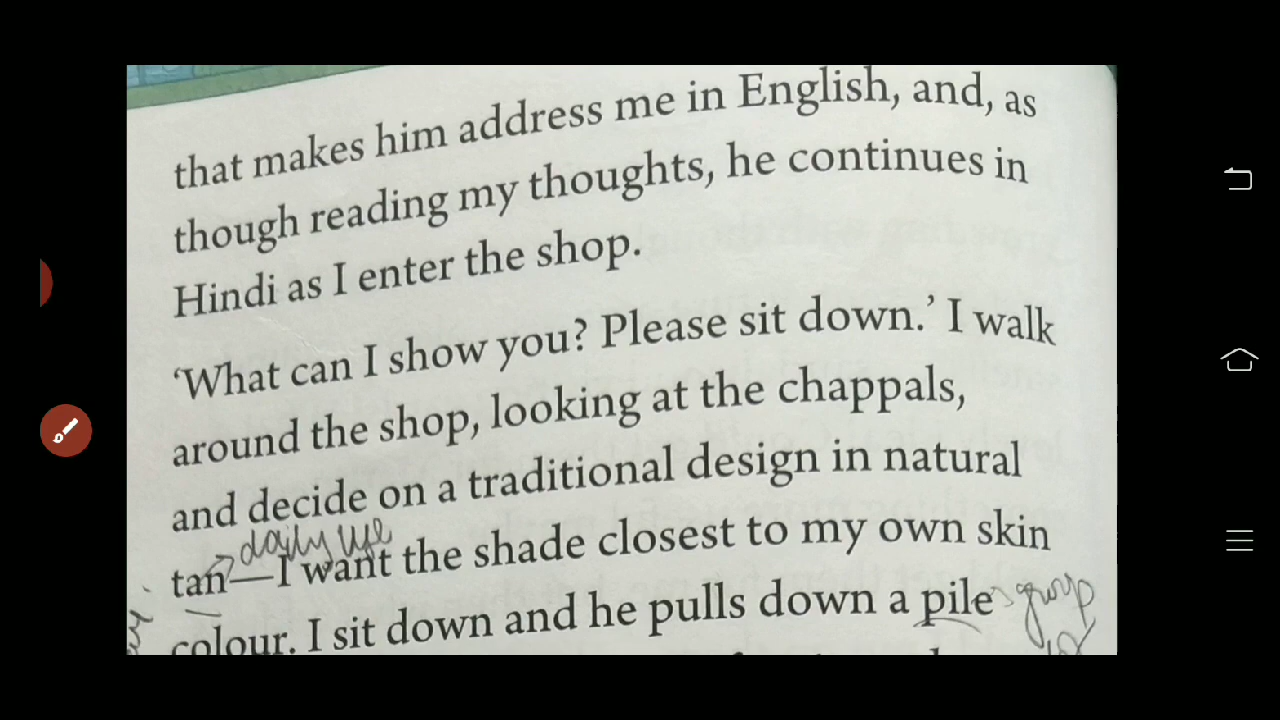 that makes him address me in English, and, as
though reading my thoughts, he continues in
Hindi as I enter the shop.
‘What can I show you? Please sit down.’ I walk
around the shop, looking at the chappals,
and decide on a traditional design in natural
daily use
tan—I want the shade closest to my own skin
colour. I sit down and he pulls down a pile
group